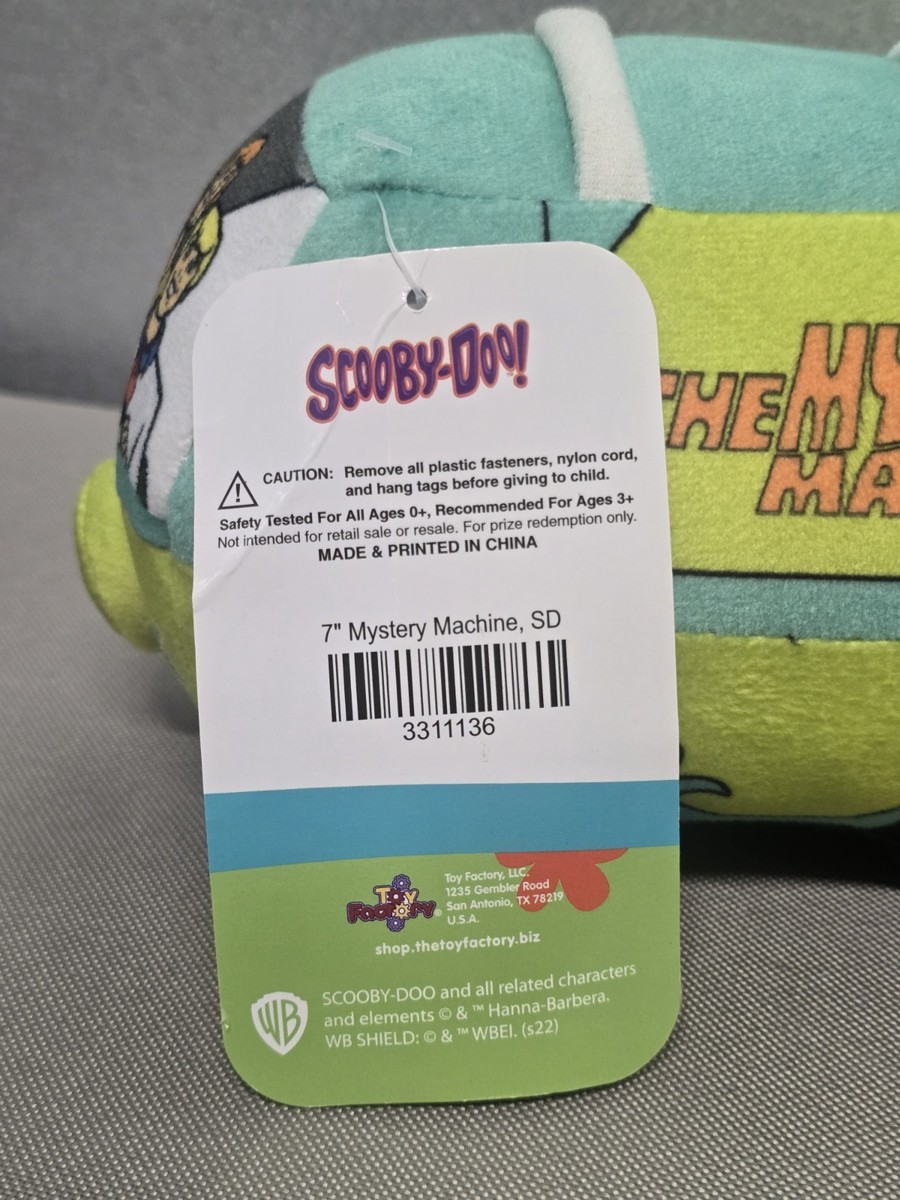 SCOOBY-DOO!
CAUTION: Remove all plastic fasteners, nylon cord,
and hang tags before giving to child.
Safety Tested For All Ages 0+, Recommended For Ages 3+
Not intended for retail sale or resale. For prize redemption only.
MADE & PRINTED IN CHINA
7" Mystery Machine, SD
3311136
TOY
FACTORY®
Toy Factory, LLC.
1235 Gembler Road
San Antonio, TX 78219
U.S.A.
shop.thetoyfactory.biz
WB
SCOOBY-DOO and all related characters
and elements © & ™ Hanna-Barbera.
WB SHIELD: © & ™ WBEI. (s22)
THE MY
MA